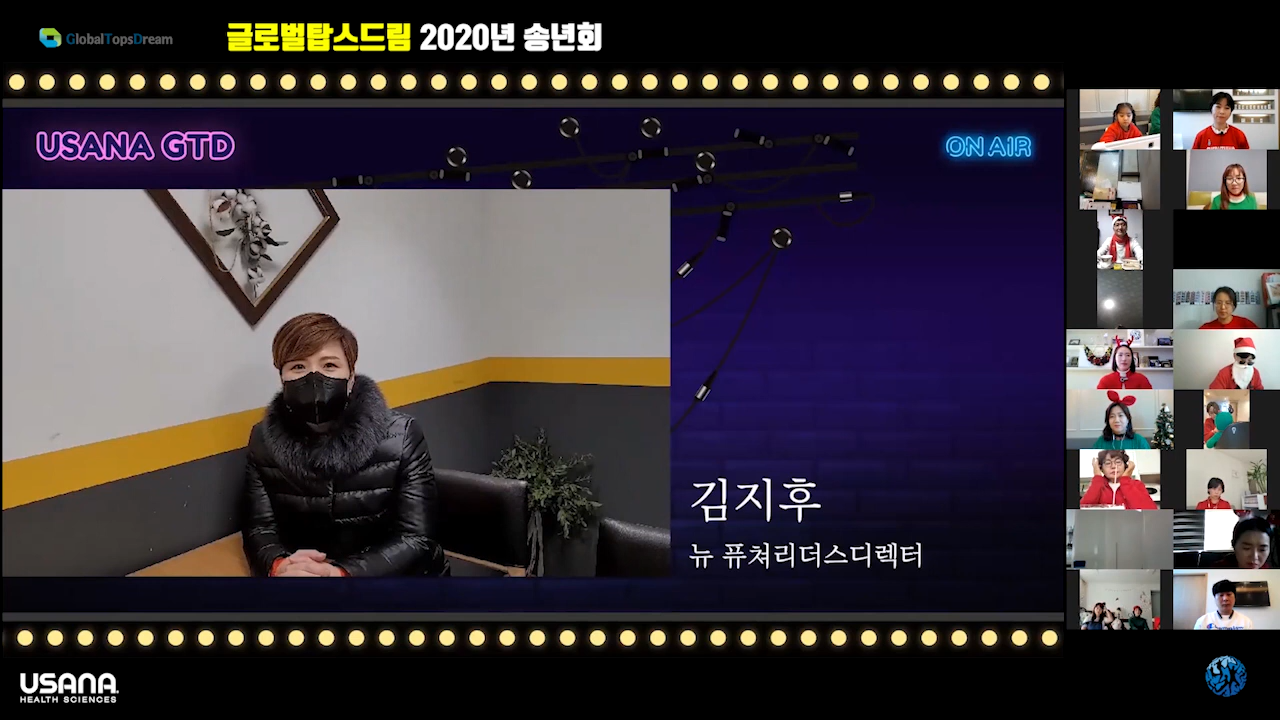 GlobalTopsDream
글로벌탑스드림 2020년 송년회
USANA GTD
ON AIR
김지후
뉴 퓨쳐리더스디렉터
USANA
HEALTH SCIENCES